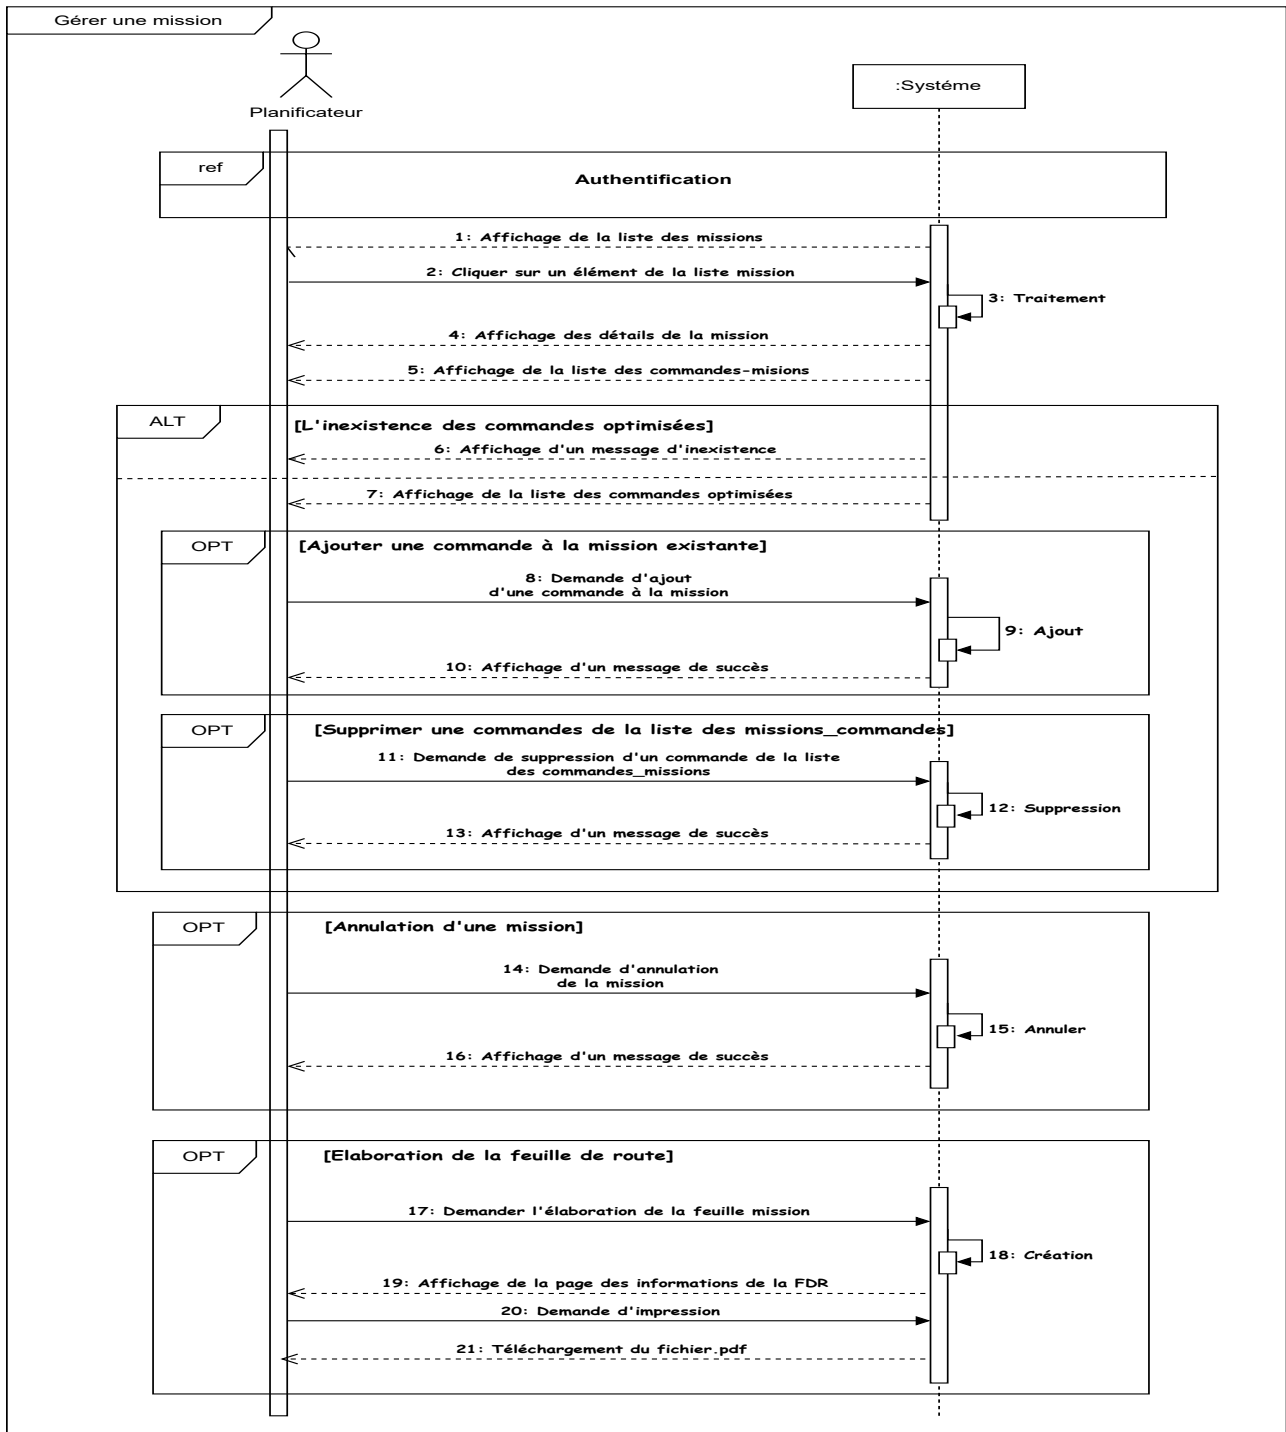 Gérer une mission
Planificateur
:Systéme
ref
Authentification
1: Affichage de la liste des missions
2: Cliquer sur un élément de la liste mission
3: Traitement
4: Affichage des détails de la mission
5: Affichage de la liste des commandes-misions
ALT
[L'inexistence des commandes optimisées]
6: Affichage d'un message d'inexistence
7: Affichage de la liste des commandes optimisées
OPT
[Ajouter une commande à la mission existante]
8: Demande d'ajout
d'une commande à la mission
9: Ajout
10: Affichage d'un message de succès
OPT
[Supprimer une commandes de la liste des missions_commandes]
11: Demande de suppression d'un commande de la liste
des commandes_missions
12: Suppression
13: Affichage d'un message de succès
OPT
[Annulation d'une mission]
14: Demande d'annulation
de la mission
15: Annuler
16: Affichage d'un message de succès
OPT
[Elaboration de la feuille de route]
17: Demander l'élaboration de la feuille mission
18: Création
19: Affichage de la page des informations de la FDR
20: Demande d'impression
21: Téléchargement du fichier.pdf